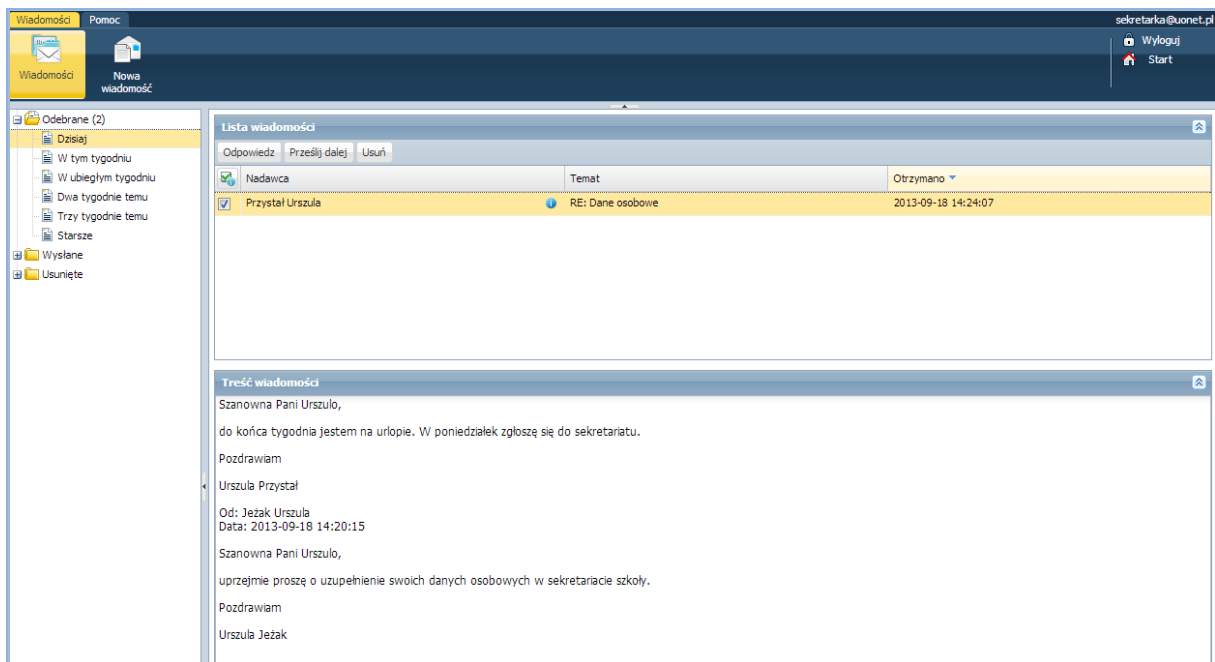 Wiadomości Pomoc sekretarka@uonet.pl
Wiadomości
Nowa
wiadomość
Wyloguj
Start
Odebrane (2)
Dzisiaj
W tym tygodniu
W ubiegłym tygodniu
Dwa tygodnie temu
Trzy tygodnie temu
Starsze
Wysłane
Usunięte
Lista wiadomości
Odpowiedz Prześlij dalej Usuń
Nadawca Temat Otrzymano
Przystał Urszula RE: Dane osobowe 2013-09-18 14:24:07
Treść wiadomości
Szanowna Pani Urszulo,
do końca tygodnia jestem na urlopie. W poniedziałek zgłoszę się do sekretariatu.
Pozdrawiam
Urszula Przystał
Od: Jeżak Urszula
Data: 2013-09-18 14:20:15
Szanowna Pani Urszulo,
uprzejmie proszę o uzupełnienie swoich danych osobowych w sekretariacie szkoły.
Pozdrawiam
Urszula Jeżak